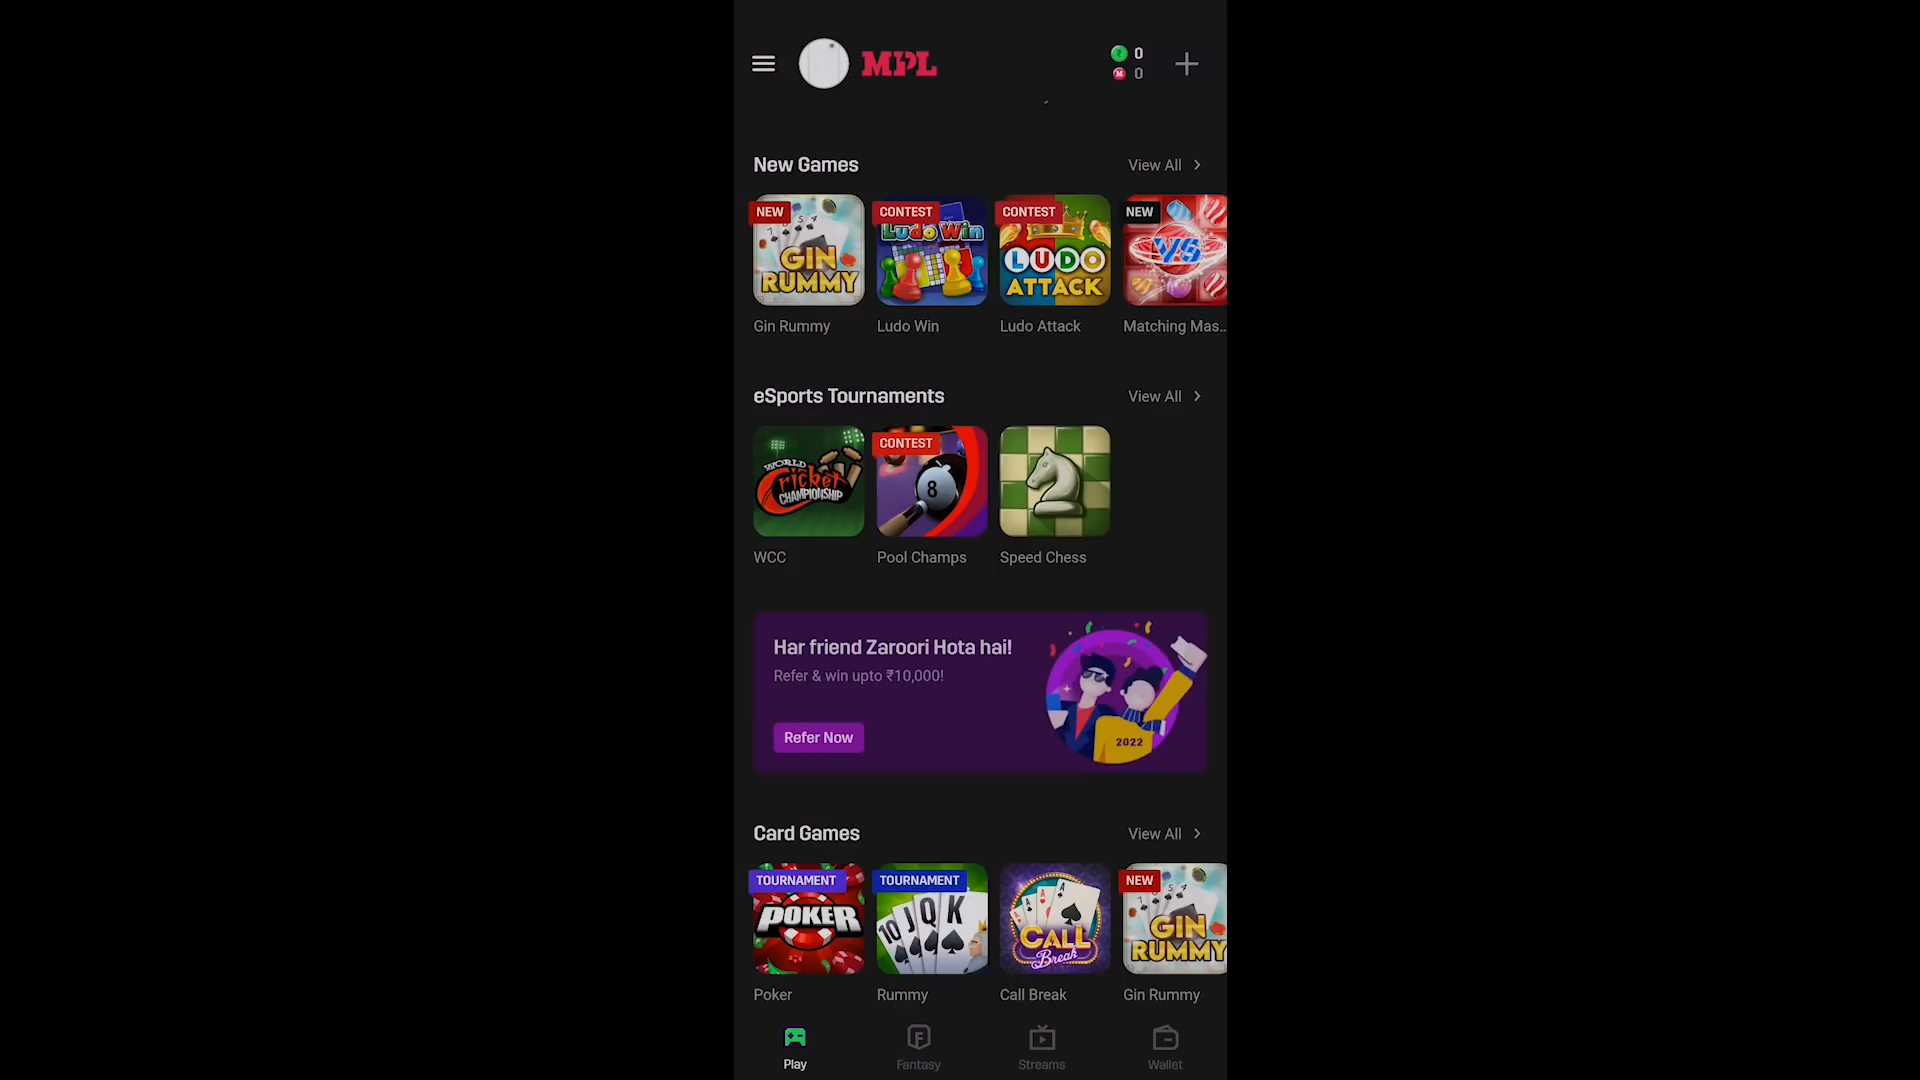 MPL
0
M 0
New Games
View All
NEW
CONTEST
CONTEST
NEW
GIN
RUMMY
Ludo Win
LUDO
ATTACK
VS
Gin Rummy
Ludo Win
Ludo Attack
Matching Mas..
eSports Tournaments
View All
CONTEST
WORLD
Cricket
CHAMPIONSHIP
8
WCC
Pool Champs
Speed Chess
Har friend Zaroori Hota hai!
Refer & win upto ₹10,000!
Refer Now
2022
Card Games
View All
TOURNAMENT
TOURNAMENT
NEW
POKER
10 J Q K
CALL
Break
GIN
RUMMY
Poker
Rummy
Call Break
Gin Rummy
F
Play
Fantasy
Streams
Wallet